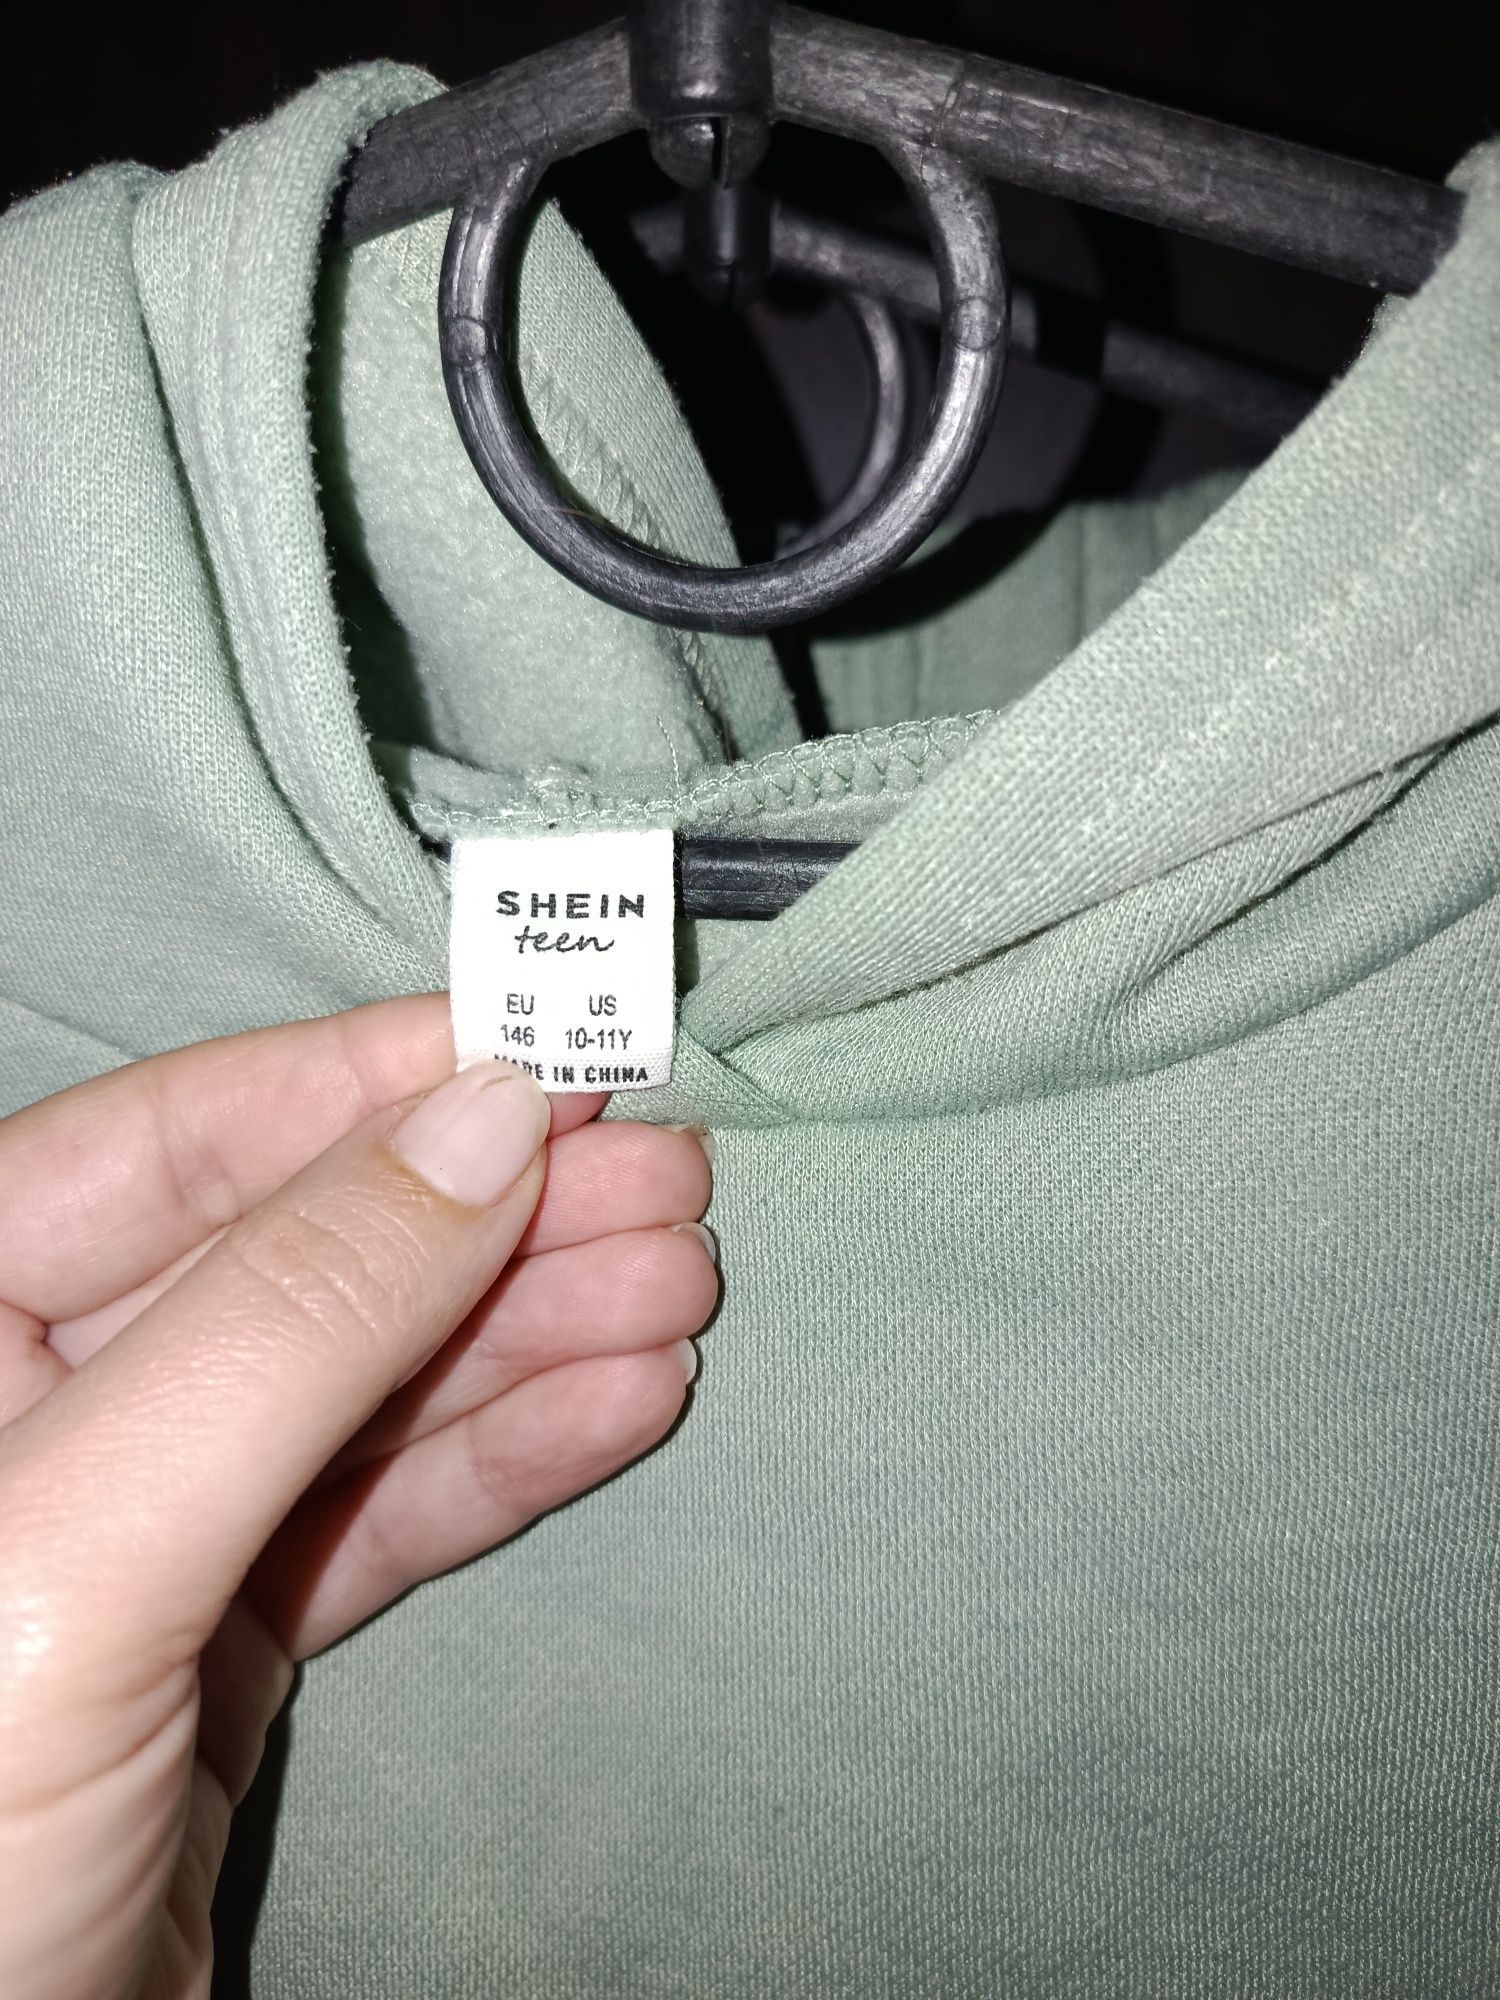 SHEIN
teen
EU US
146 10-11Y
MADE IN CHINA